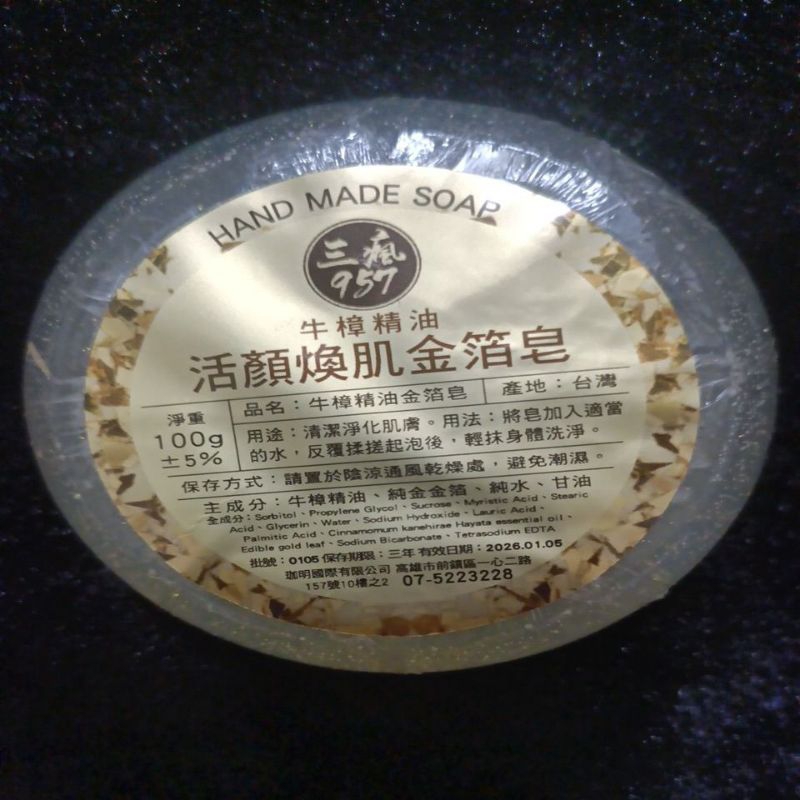 HAND MADE SOAP
三瘋
957
牛樟精油
活顏煥肌金箔皂
淨重
100g
±5%
品名：牛樟精油金箔皂
產地：台灣
用途：清潔淨化肌膚。用法：將皂加入適當
的水，反覆揉搓起泡後，輕抹身體洗淨。
保存方式：請置於陰涼通風乾燥處，避免潮濕。
主成分：牛樟精油、純金金箔、純水、甘油
全成分：Sorbitol、Propylene Glycol、Sucrose、Myristic Acid、Stearic
Acid、Glycerin、Water、Sodium Hydroxide、Lauric Acid、
Palmitic Acid、Cinnamomum kanehirae Hayata essential oil、
Edible gold leaf、Sodium Bicarbonate、Tetrasodium EDTA
批號：0105 保存期限：三年 有效日期：2026.01.05
珈明國際有限公司 高雄市前鎮區一心二路
157號10樓之2 07-5223228